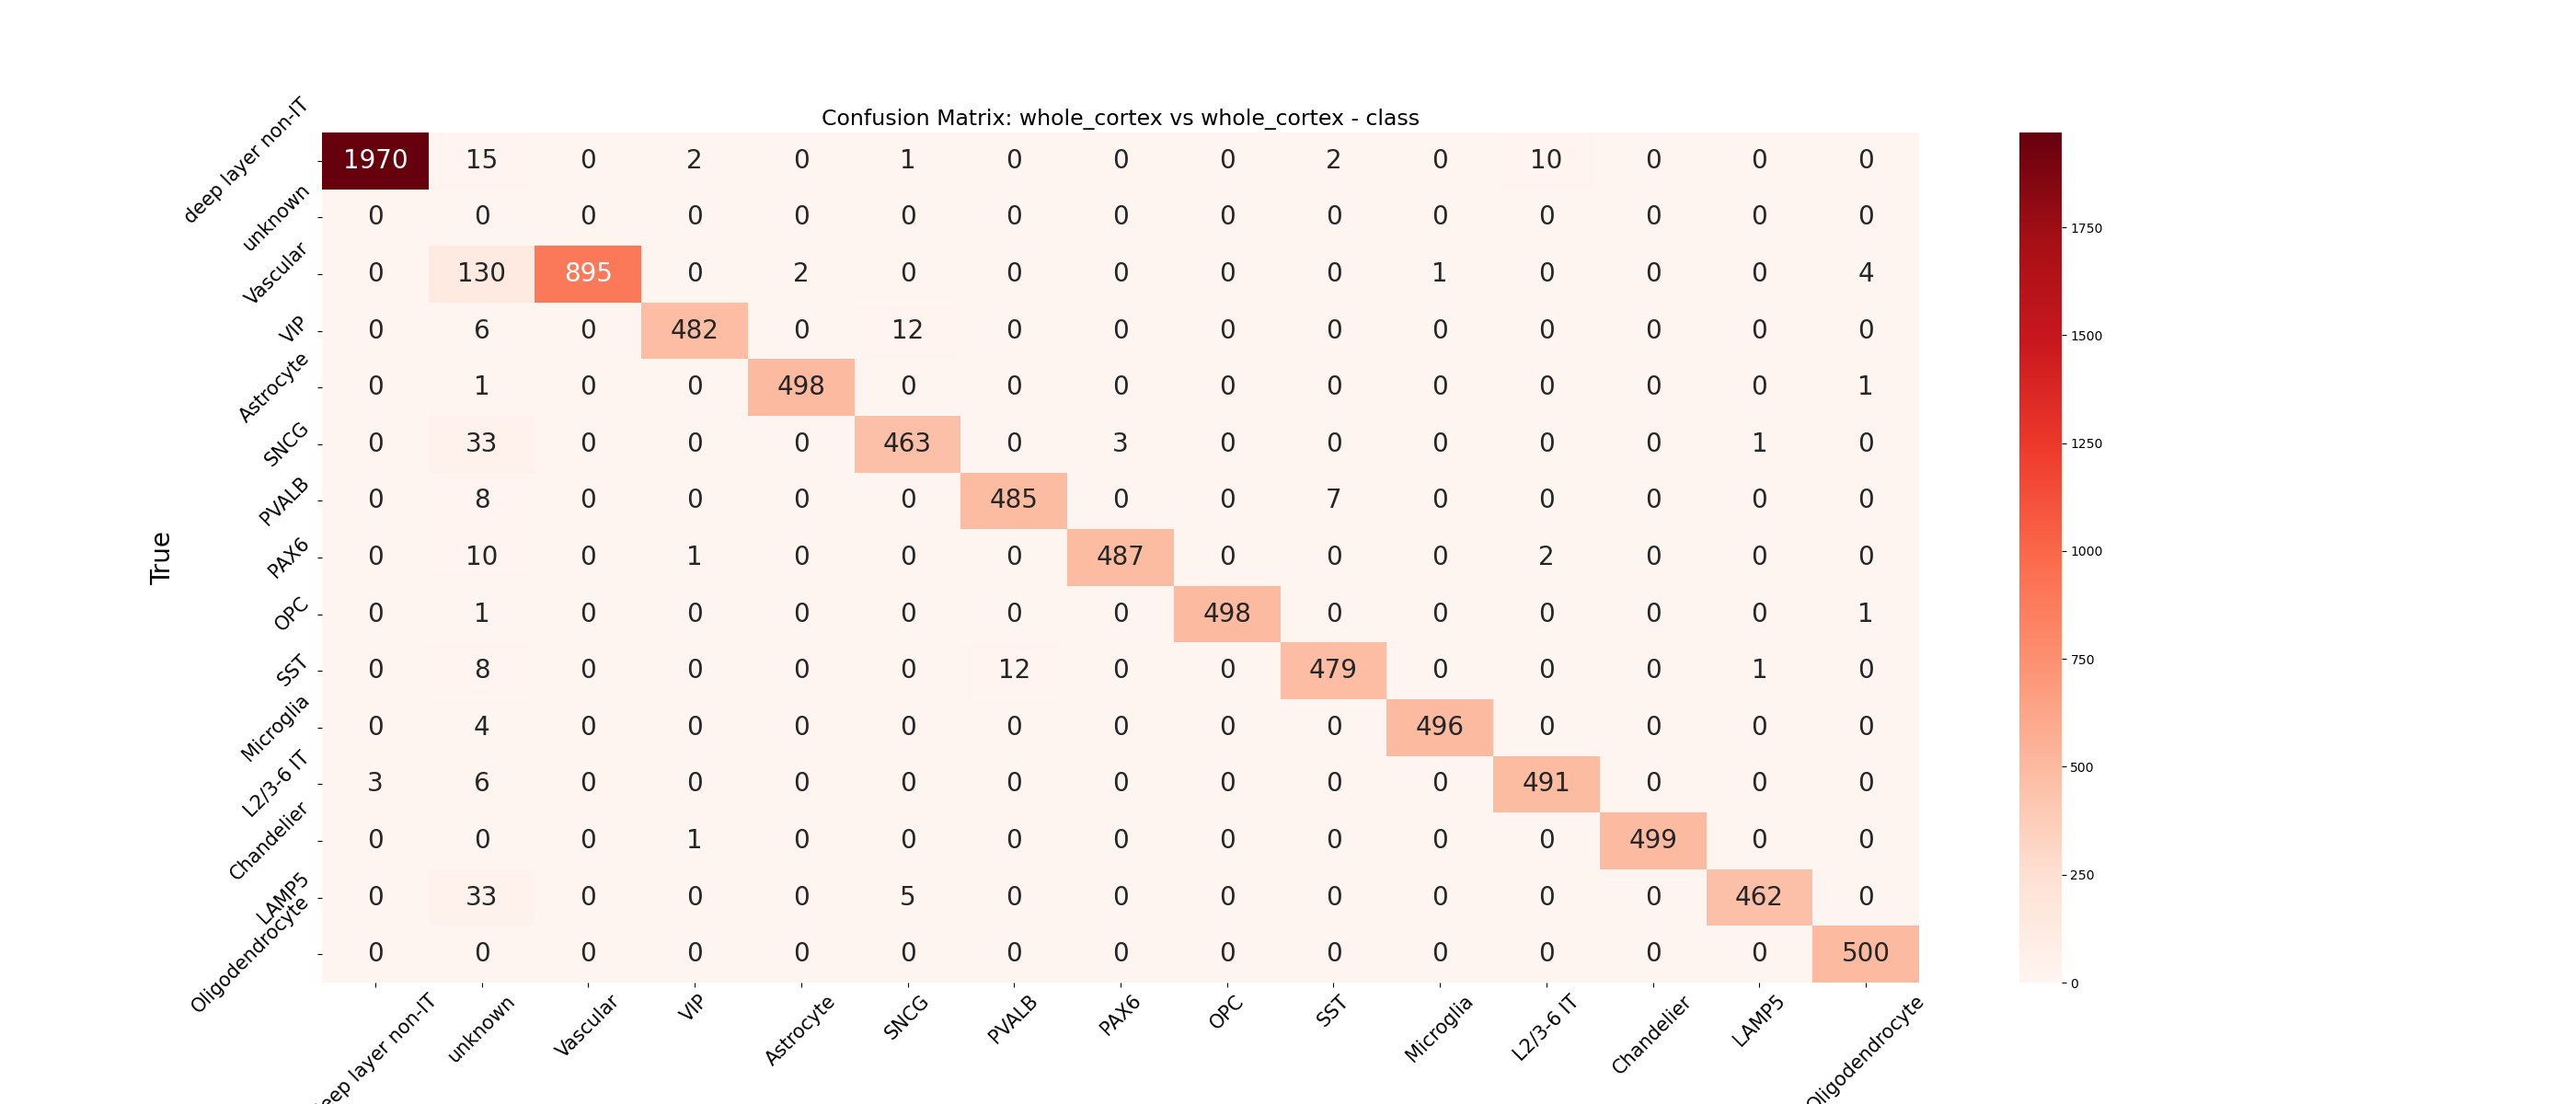 Confusion Matrix: whole_cortex vs whole_cortex - class
deep layer non-IT 1970 15 0 2 0 1 0 0 0 2 0 10 0 0 0
unknown 0 0 0 0 0 0 0 0 0 0 0 0 0 0 0
Vascular 0 130 895 0 2 0 0 0 0 0 1 0 0 0 4
VIP 0 6 0 482 0 12 0 0 0 0 0 0 0 0 0
Astrocyte 0 1 0 0 498 0 0 0 0 0 0 0 0 0 1
SNCG 0 33 0 0 0 463 0 3 0 0 0 0 0 1 0
PVALB 0 8 0 0 0 0 485 0 0 7 0 0 0 0 0
PAX6 0 10 0 1 0 0 0 487 0 0 0 2 0 0 0
OPC 0 1 0 0 0 0 0 0 498 0 0 0 0 0 1
SST 0 8 0 0 0 0 12 0 0 479 0 0 0 1 0
Microglia 0 4 0 0 0 0 0 0 0 0 496 0 0 0 0
L2/3-6 IT 3 6 0 0 0 0 0 0 0 0 0 491 0 0 0
Chandelier 0 0 0 1 0 0 0 0 0 0 0 0 499 0 0
LAMP5 0 33 0 0 0 5 0 0 0 0 0 0 0 462 0
Oligodendrocyte 0 0 0 0 0 0 0 0 0 0 0 0 0 0 500
True
eep layer non-IT unknown Vascular VIP Astrocyte SNCG PVALB PAX6 OPC SST Microglia L2/3-6 IT Chandelier LAMP5 Oligodendrocyte
1750
1500
1250
1000
750
500
250
0